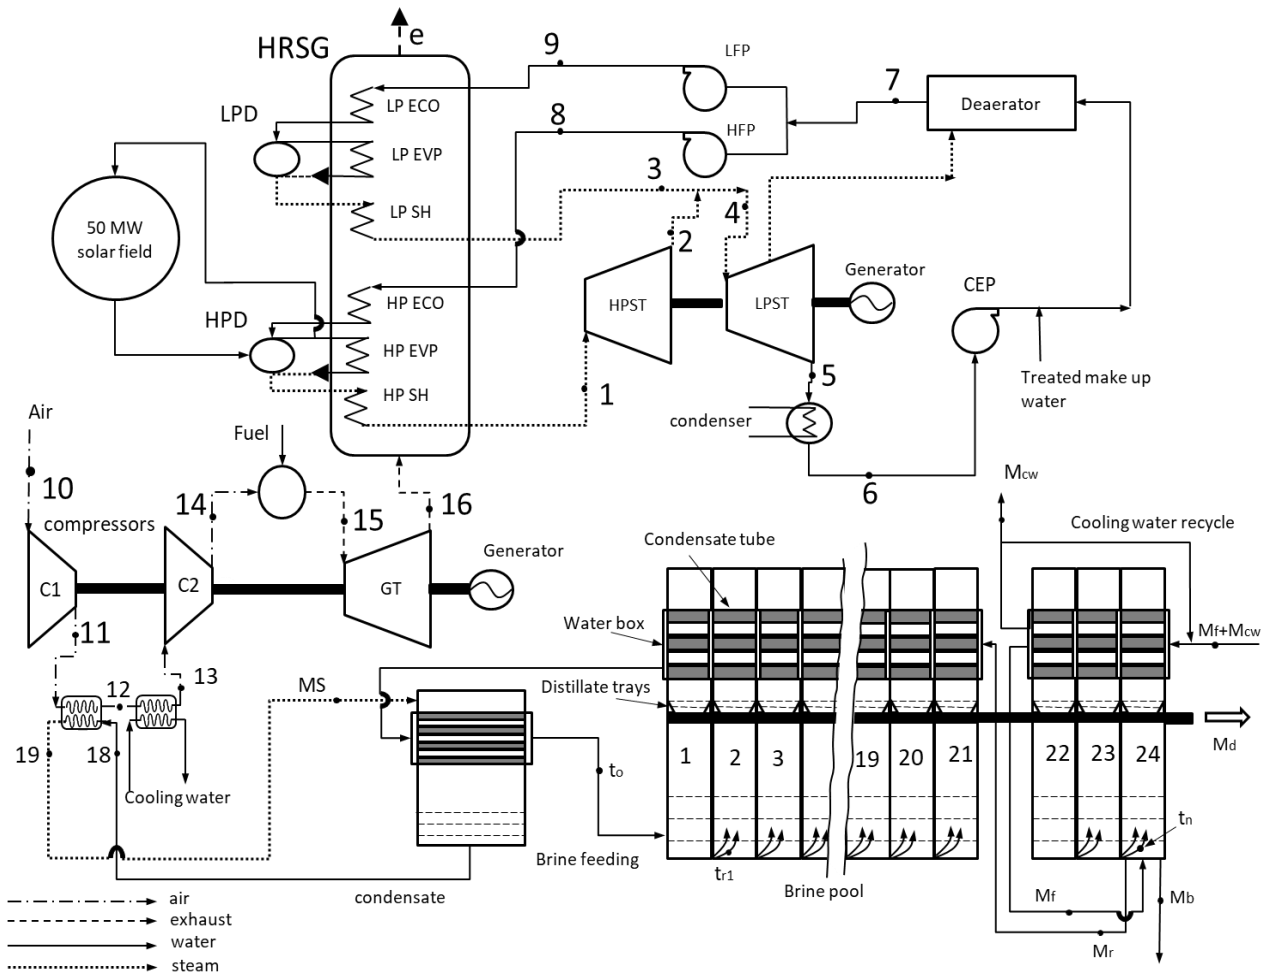 e
HRSG
9
LFP
7
Deaerator
LP ECO
LPD
8
HFP
LP EVP
3
LP SH
4
50 MW
solar field
2
Generator
CEP
HP ECO
HPST
LPST
HPD
HP EVP
5
Treated make up
water
HP SH
1
condenser
Air
Fuel
6
Mcw
10
14
15
16
compressors
Cooling water recycle
Condensate tube
Generator
C1
C2
GT
11
Water box
Mf+Mcw
12
13
MS
Distillate trays
19
18
to
1
2
3
19
20
21
22
23
24
Md
Cooling water
tn
Brine feeding
tr1
Brine pool
condensate
Mf
Mb
Mr
air
exhaust
water
steam